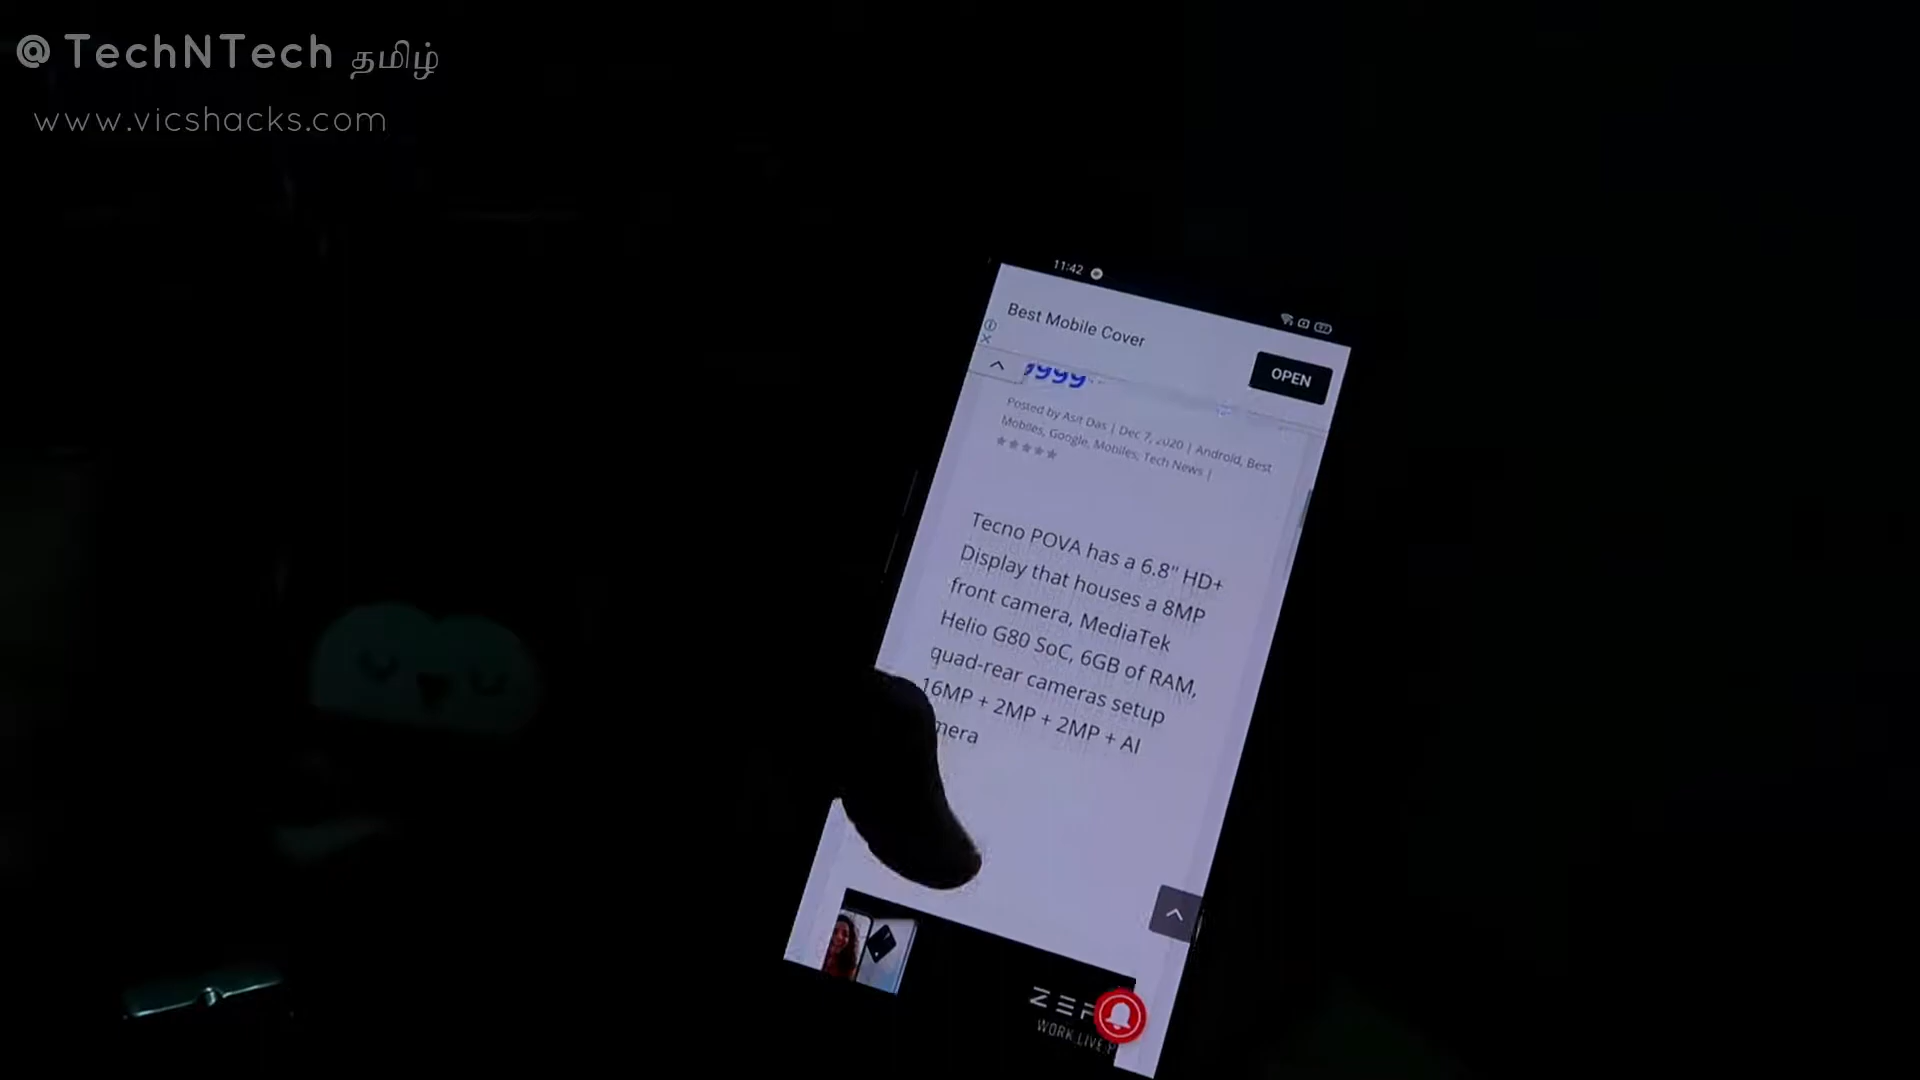 @ TechNTech தமிழ்
www.vicshacks.com
11:42
Best Mobile Cover
OPEN
9999
Posted by Asit Das | Dec 7, 2020 | Android, Best
Mobiles, Google, Mobiles, Tech News |
Tecno POVA has a 6.8" HD+
Display that houses a 8MP
front camera, MediaTek
Helio G80 SoC, 6GB of RAM,
quad-rear cameras setup
16MP + 2MP + 2MP + AI
WORK.LIVE